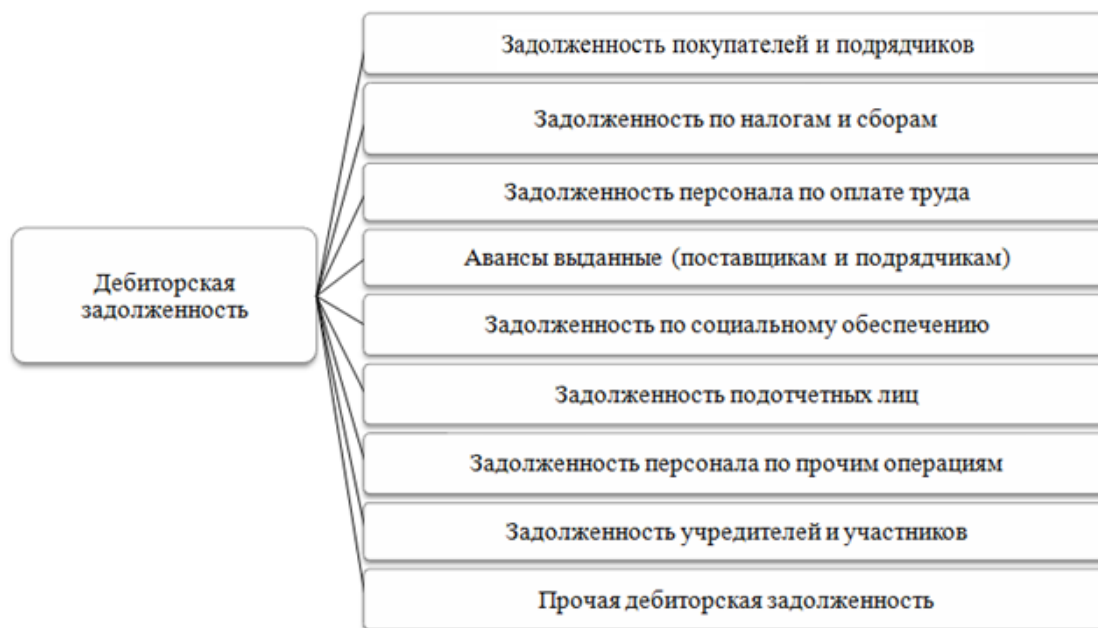 Задолженность покупателей и подрядчиков
Задолженность по налогам и сборам
Задолженность персонала по оплате труда
Авансы выданные (поставщикам и подрядчикам)
Дебиторская
задолженность
Задолженность по социальному обеспечению
Задолженность подотчетных лиц
Задолженность персонала по прочим операциям
Задолженность учредителей и участников
Прочая дебиторская задолженность